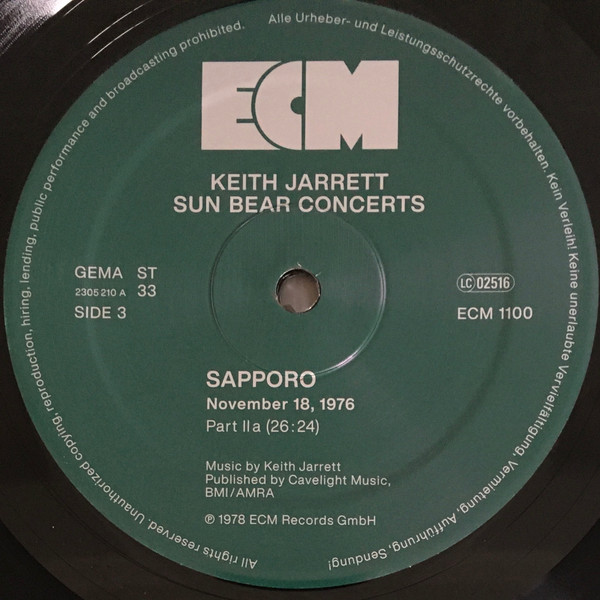 ECM
KEITH JARRETT
SUN BEAR CONCERTS
GEMA ST
2305 210 A 33
SIDE 3
LC 02516
ECM 1100
SAPPORO
November 18, 1976
Part IIa (26:24)
Music by Keith Jarrett
Published by Cavelight Music,
BMI/AMRA
℗ 1978 ECM Records GmbH
Alle Urheber- und Leistungsschutzrechte vorbehalten. Kein Verleih! Keine unerlaubte Vervielfältigung, Vermietung, Aufführung, Sendung!
All rights reserved. Unauthorized copying, reproduction, hiring, lending, public performance and broadcasting prohibited.